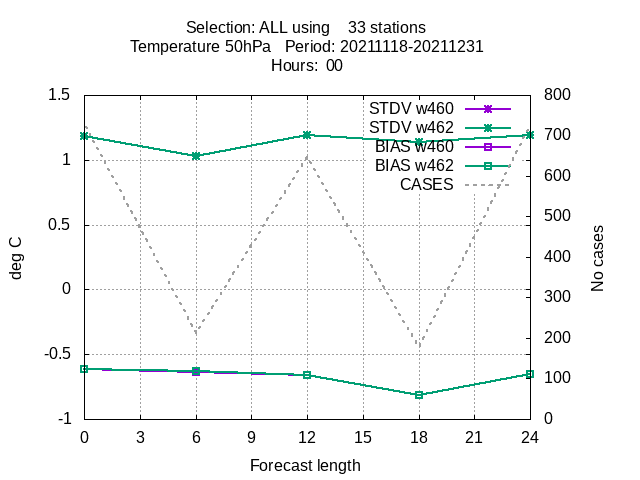 Selection: ALL using    33 stations
Temperature 50hPa   Period: 20211118-20211231
Hours:  00
1.5
1
0.5
0
-0.5
-1
deg C
800
700
600
500
400
300
200
100
0
No cases
STDV w460
STDV w462
BIAS w460
BIAS w462
CASES
0 3 6 9 12 15 18 21 24
Forecast length